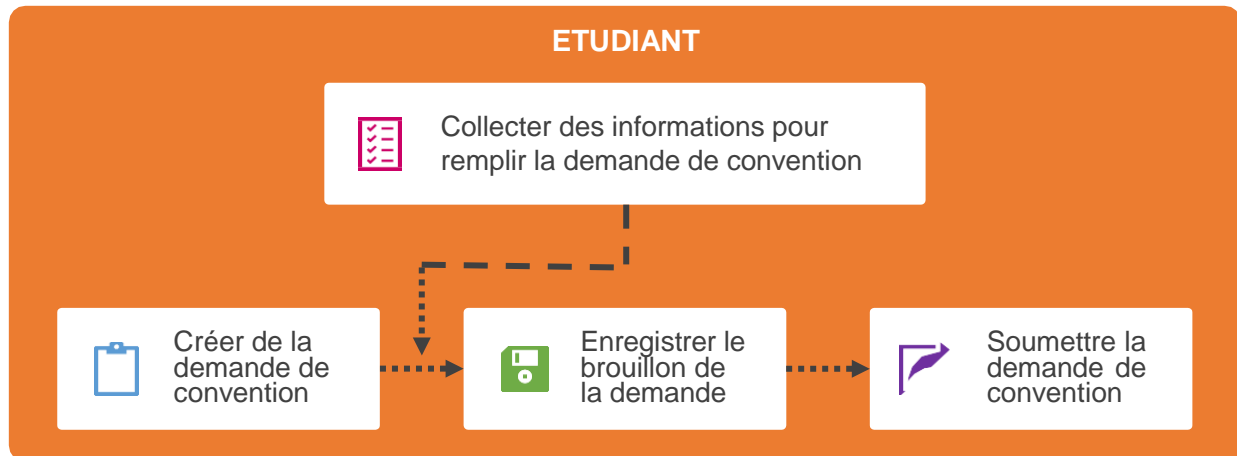 ETUDIANT
Collecter des informations pour
remplir la demande de convention
Créer de la
demande de
convention
Enregistrer le
brouillon de
la demande
Soumettre la
demande de
convention